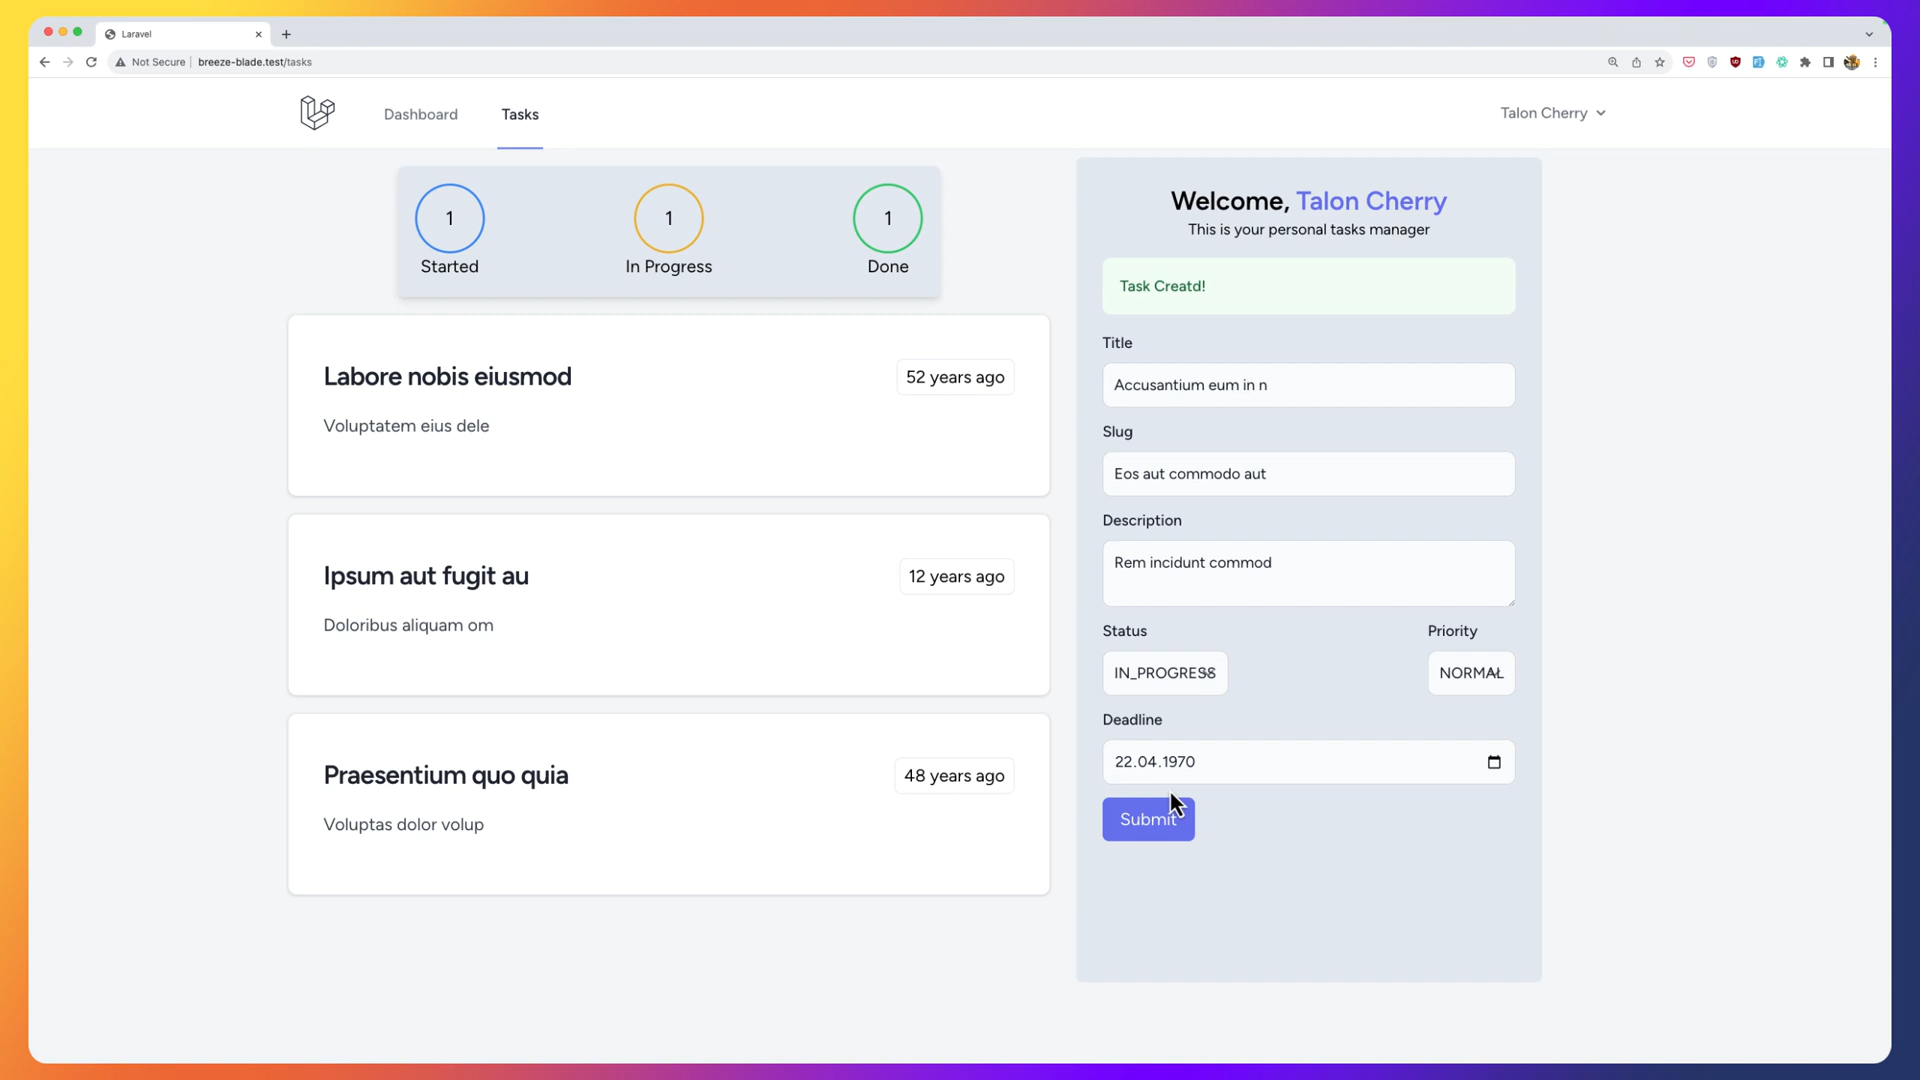 Laravel
Not Secure breeze-blade.test/tasks
Dashboard Tasks Talon Cherry
1 1 1
Started In Progress Done
Labore nobis eiusmod 52 years ago
Voluptatem eius dele
Ipsum aut fugit au 12 years ago
Doloribus aliquam om
Praesentium quo quia 48 years ago
Voluptas dolor volup
Welcome, Talon Cherry
This is your personal tasks manager
Task Creatd!
Title
Accusantium eum in n
Slug
Eos aut commodo aut
Description
Rem incidunt commod
Status Priority
IN_PROGRESS NORMAL
Deadline
22.04.1970
Submit